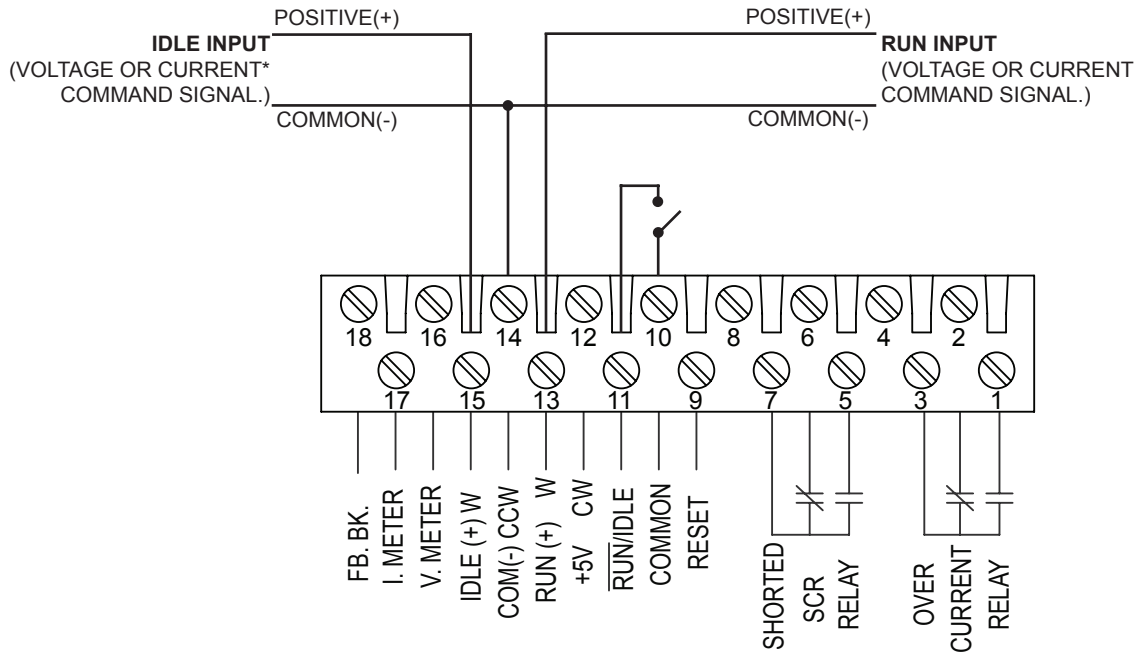 POSITIVE(+)
IDLE INPUT
(VOLTAGE OR CURRENT*
COMMAND SIGNAL.)
COMMON(-)
POSITIVE(+)
RUN INPUT
(VOLTAGE OR CURRENT
COMMAND SIGNAL.)
COMMON(-)
18 16 14 12 10 8 6 4 2
17 15 13 11 9 7 5 3 1
FB. BK.
I. METER
V. METER
IDLE (+) W
COM(-) CCW
RUN (+) W
+5V CW
RUN/IDLE
COMMON
RESET
SHORTED
SCR
RELAY
OVER
CURRENT
RELAY